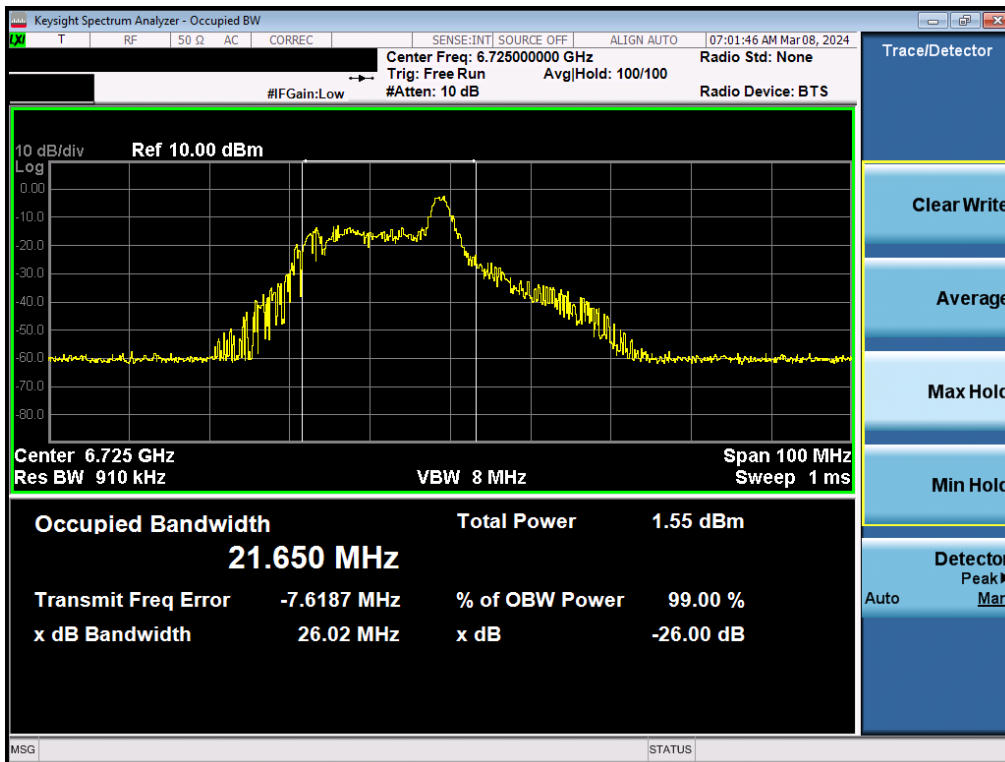 Keysight Spectrum Analyzer - Occupied BW
LXI T RF 50 Ω AC CORREC SENSE:INT SOURCE OFF ALIGN AUTO 07:01:46 AM Mar 08, 2024
Center Freq: 6.725000000 GHz Radio Std: None
Trig: Free Run Avg|Hold: 100/100
#IFGain:Low #Atten: 10 dB Radio Device: BTS
10 dB/div Ref 10.00 dBm
Log
0.00
-10.0
-20.0
-30.0
-40.0
-50.0
-60.0
-70.0
-80.0
Center 6.725 GHz Span 100 MHz
Res BW 910 kHz VBW 8 MHz Sweep 1 ms
Occupied Bandwidth Total Power 1.55 dBm
21.650 MHz
Transmit Freq Error -7.6187 MHz % of OBW Power 99.00 %
x dB Bandwidth 26.02 MHz x dB -26.00 dB
MSG STATUS
Trace/Detector
Clear Write
Average
Max Hold
Min Hold
Detector
Peak
Auto Man